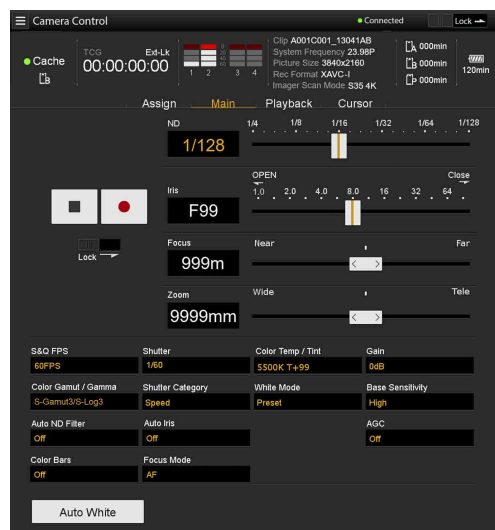 Camera Control
Connected
Lock
Cache
B
TCG Ext-Lk
00:00:00:00
1 2 3 4
Clip A001C001_13041AB
System Frequency 23.98P
Picture Size 3840x2160
Rec Format XAVC-I
Imager Scan Mode S35 4K
A 000min
B 000min
P 000min
120min
Assign Main Playback Cursor
ND
1/128
1/4 1/8 1/16 1/32 1/64 1/128
Iris
F99
OPEN Close
1.0 2.0 4.0 8.0 16 32 64
Lock
Focus
999m
Near Far
Zoom
9999mm
Wide Tele
S&Q FPS Shutter Color Temp / Tint Gain
60FPS 1/60 5500K T+99 0dB
Color Gamut / Gamma Shutter Category White Mode Base Sensitivity
S-Gamut3/S-Log3 Speed Preset High
Auto ND Filter Auto Iris AGC
Off Off Off
Color Bars Focus Mode
Off AF
Auto White